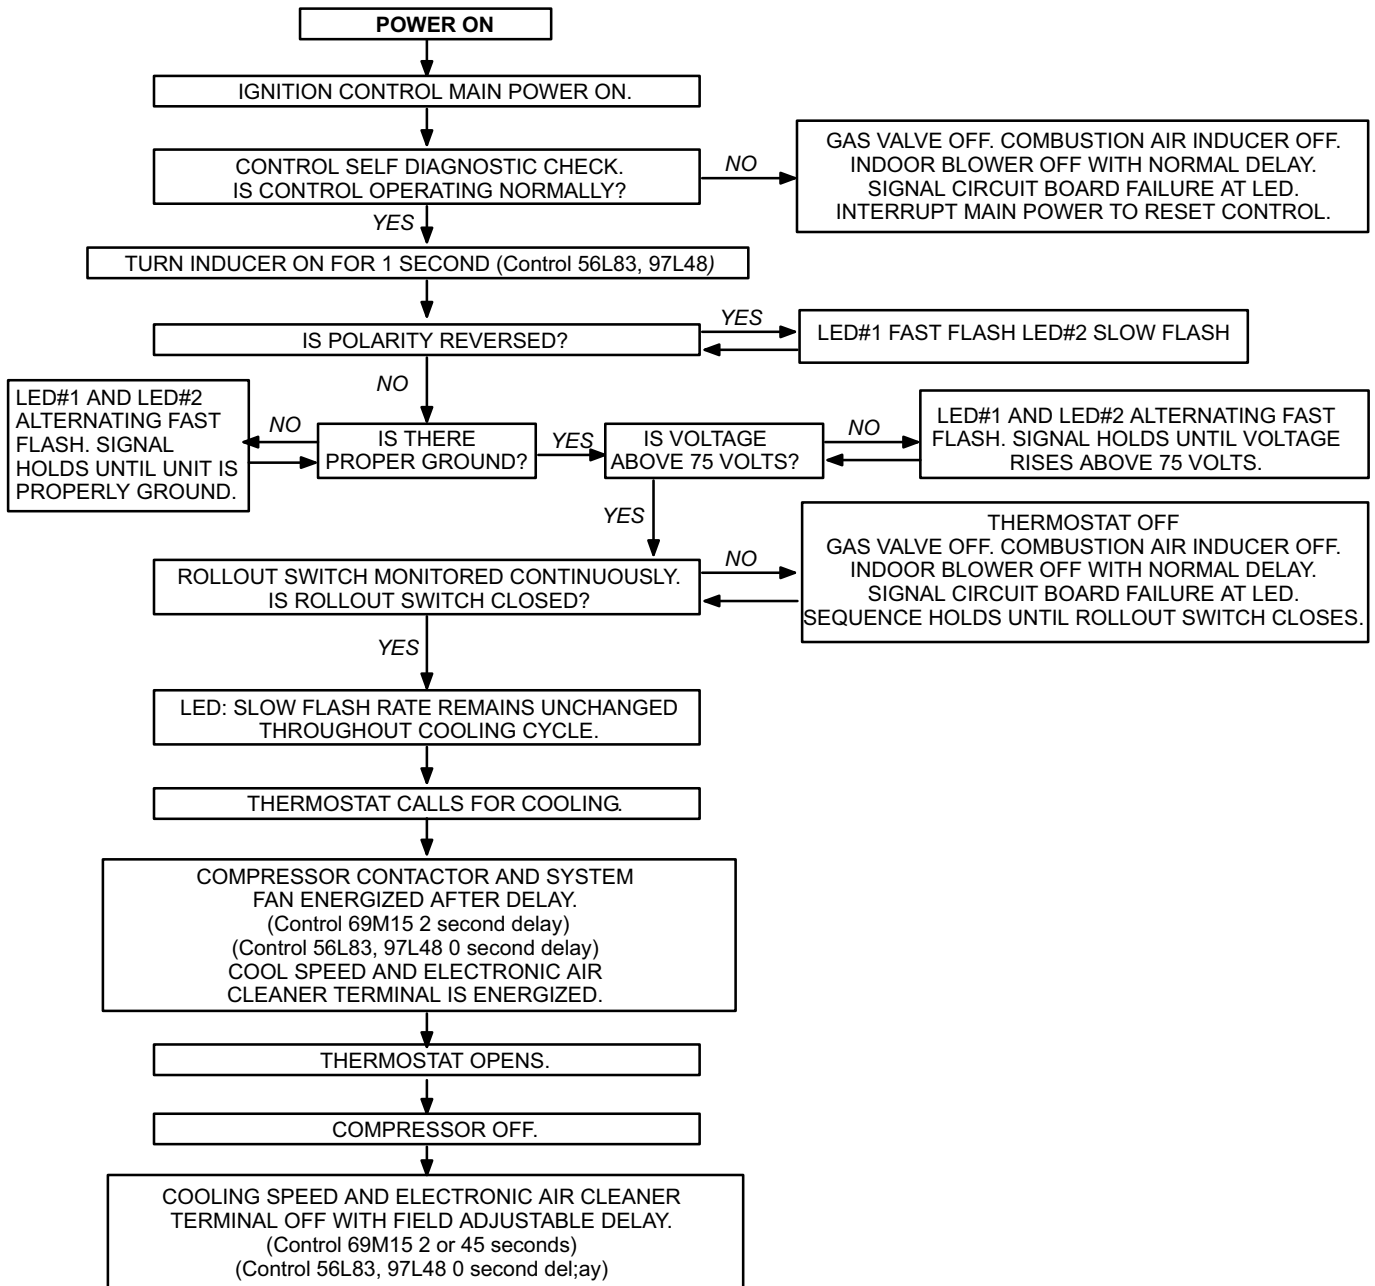 POWER ON
IGNITION CONTROL MAIN POWER ON.
CONTROL SELF DIAGNOSTIC CHECK.
IS CONTROL OPERATING NORMALLY?
NO
GAS VALVE OFF. COMBUSTION AIR INDUCER OFF.
INDOOR BLOWER OFF WITH NORMAL DELAY.
SIGNAL CIRCUIT BOARD FAILURE AT LED.
INTERRUPT MAIN POWER TO RESET CONTROL.
YES
TURN INDUCER ON FOR 1 SECOND (Control 56L83, 97L48)
IS POLARITY REVERSED?
YES
LED#1 FAST FLASH LED#2 SLOW FLASH
NO
LED#1 AND LED#2
ALTERNATING FAST
FLASH. SIGNAL
HOLDS UNTIL UNIT IS
PROPERLY GROUND.
NO
IS THERE
PROPER GROUND?
YES
IS VOLTAGE
ABOVE 75 VOLTS?
NO
LED#1 AND LED#2 ALTERNATING FAST
FLASH. SIGNAL HOLDS UNTIL VOLTAGE
RISES ABOVE 75 VOLTS.
YES
ROLLOUT SWITCH MONITORED CONTINUOUSLY.
IS ROLLOUT SWITCH CLOSED?
NO
THERMOSTAT OFF
GAS VALVE OFF. COMBUSTION AIR INDUCER OFF.
INDOOR BLOWER OFF WITH NORMAL DELAY.
SIGNAL CIRCUIT BOARD FAILURE AT LED.
SEQUENCE HOLDS UNTIL ROLLOUT SWITCH CLOSES.
YES
LED: SLOW FLASH RATE REMAINS UNCHANGED
THROUGHOUT COOLING CYCLE.
THERMOSTAT CALLS FOR COOLING.
COMPRESSOR CONTACTOR AND SYSTEM
FAN ENERGIZED AFTER DELAY.
(Control 69M15 2 second delay)
(Control 56L83, 97L48 0 second delay)
COOL SPEED AND ELECTRONIC AIR
CLEANER TERMINAL IS ENERGIZED.
THERMOSTAT OPENS.
COMPRESSOR OFF.
COOLING SPEED AND ELECTRONIC AIR CLEANER
TERMINAL OFF WITH FIELD ADJUSTABLE DELAY.
(Control 69M15 2 or 45 seconds)
(Control 56L83, 97L48 0 second del;ay)